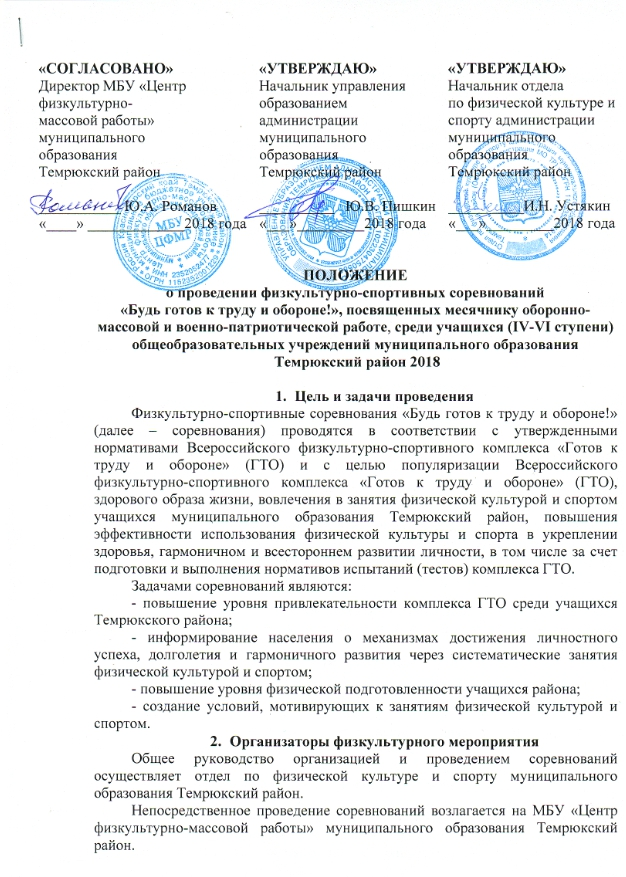 «СОГЛАСОВАНО»
Директор МБУ «Центр
физкультурно-
массовой работы»
муниципального
образования
Темрюкский район
Ю.А. Романов
«____» ____________ 2018 года
«УТВЕРЖДАЮ»
Начальник управления
образованием
администрации
муниципального
образования
Темрюкский район
Ю.В. Пишкин
«___» _________ 2018 года
«УТВЕРЖДАЮ»
Начальник отдела
по физической культуре и
спорту администрации
муниципального
образования
Темрюкский район
И.Н. Устякин
«___» _________ 2018 года
МБУ
ЦФМР
ПОЛОЖЕНИЕ
о проведении физкультурно-спортивных соревнований
«Будь готов к труду и обороне!», посвященных месячнику оборонно-
массовой и военно-патриотической работе, среди учащихся (IV-VI ступени)
общеобразовательных учреждений муниципального образования
Темрюкский район 2018
1. Цель и задачи проведения
Физкультурно-спортивные соревнования «Будь готов к труду и обороне!»
(далее – соревнования) проводятся в соответствии с утвержденными
нормативами Всероссийского физкультурно-спортивного комплекса «Готов к
труду и обороне» (ГТО) и с целью популяризации Всероссийского
физкультурно-спортивного комплекса «Готов к труду и обороне» (ГТО),
здорового образа жизни, вовлечения в занятия физической культурой и спортом
учащихся муниципального образования Темрюкский район, повышения
эффективности использования физической культуры и спорта в укреплении
здоровья, гармоничном и всестороннем развитии личности, в том числе за счет
подготовки и выполнения нормативов испытаний (тестов) комплекса ГТО.
Задачами соревнований являются:
- повышение уровня привлекательности комплекса ГТО среди учащихся
Темрюкского района;
- информирование населения о механизмах достижения личностного
успеха, долголетия и гармоничного развития через систематические занятия
физической культурой и спортом;
- повышение уровня физической подготовленности учащихся района;
- создание условий, мотивирующих к занятиям физической культурой и
спортом.
2. Организаторы физкультурного мероприятия
Общее руководство организацией и проведением соревнований
осуществляет отдел по физической культуре и спорту муниципального
образования Темрюкский район.
Непосредственное проведение соревнований возлагается на МБУ «Центр
физкультурно-массовой работы» муниципального образования Темрюкский
район.